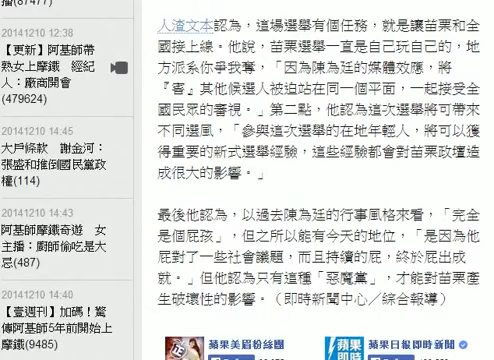 (87477)
20141210 12:38
【更新】阿基師帶
熟女上摩鐵　經紀
人：廠商開會
(479624)
20141210 14:45
大戶條款　謝金河：
張盛和推倒國民黨政
權(114)
20141210 14:43
阿基師摩鐵奇遊　女
主播：廚師偷吃是大
忌(487)
20141210 14:40
【壹週刊】加碼！驚
傳阿基師5年前開始上
摩鐵(9485)
人渣文本認為，這場選舉有個任務，就是讓苗栗和全
國接上線。他說，苗栗選舉一直是自己玩自己的，地
方派系你爭我奪，「因為陳為廷的媒體效應，將
『害』其他候選人被迫站在同一個平面，一起接受全
國民眾的審視。」第二點，他認為這次選舉將可帶來
不同選風，「參與這次選舉的在地年輕人，將可以獲
得重要的新式選舉經驗，這些經驗都會對苗栗政壇造
成很大的影響。」
最後他認為，以過去陳為廷的行事風格來看，「完全
是個屁孩」，但之所以能有今天的地位，「是因為他
屁對了一些社會議題，而且持續的屁，終於屁出成
就。」但他認為只有這種「惡魔黨」，才能對苗栗產
生破壞性的影響。（即時新聞中心／綜合報導）
蘋果美眉粉絲團
蘋果日報即時新聞
蘋果
即時